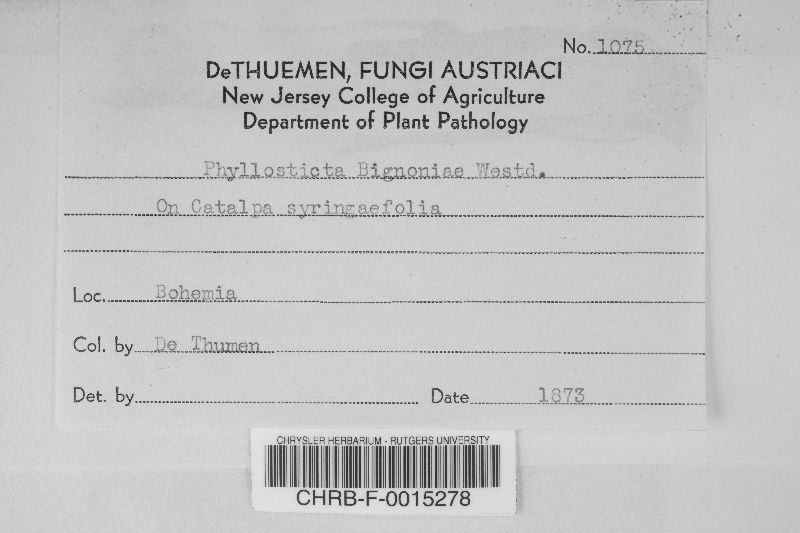 No. 1075
DeTHUEMEN, FUNGI AUSTRIACI
New Jersey College of Agriculture
Department of Plant Pathology
Phyllosticta Bignoniae Westd.
On Catalpa syringaefolia
Loc. Bohemia
Col. by De Thumen
Det. by Date 1873
CHRYSLER HERBARIUM - RUTGERS UNIVERSITY
CHRB-F-0015278